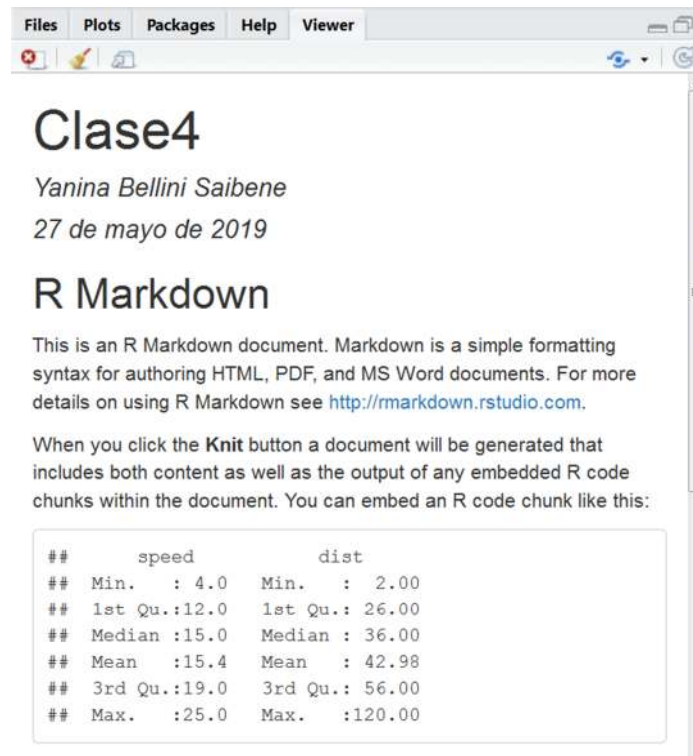 Files Plots Packages Help Viewer
Clase4
Yanina Bellini Saibene
27 de mayo de 2019
R Markdown
This is an R Markdown document. Markdown is a simple formatting
syntax for authoring HTML, PDF, and MS Word documents. For more
details on using R Markdown see http://rmarkdown.rstudio.com.
When you click the Knit button a document will be generated that
includes both content as well as the output of any embedded R code
chunks within the document. You can embed an R code chunk like this:
##      speed           dist
##  Min.   : 4.0   Min.   :  2.00
##  1st Qu.:12.0   1st Qu.: 26.00
##  Median :15.0   Median : 36.00
##  Mean   :15.4   Mean   : 42.98
##  3rd Qu.:19.0   3rd Qu.: 56.00
##  Max.   :25.0   Max.   :120.00